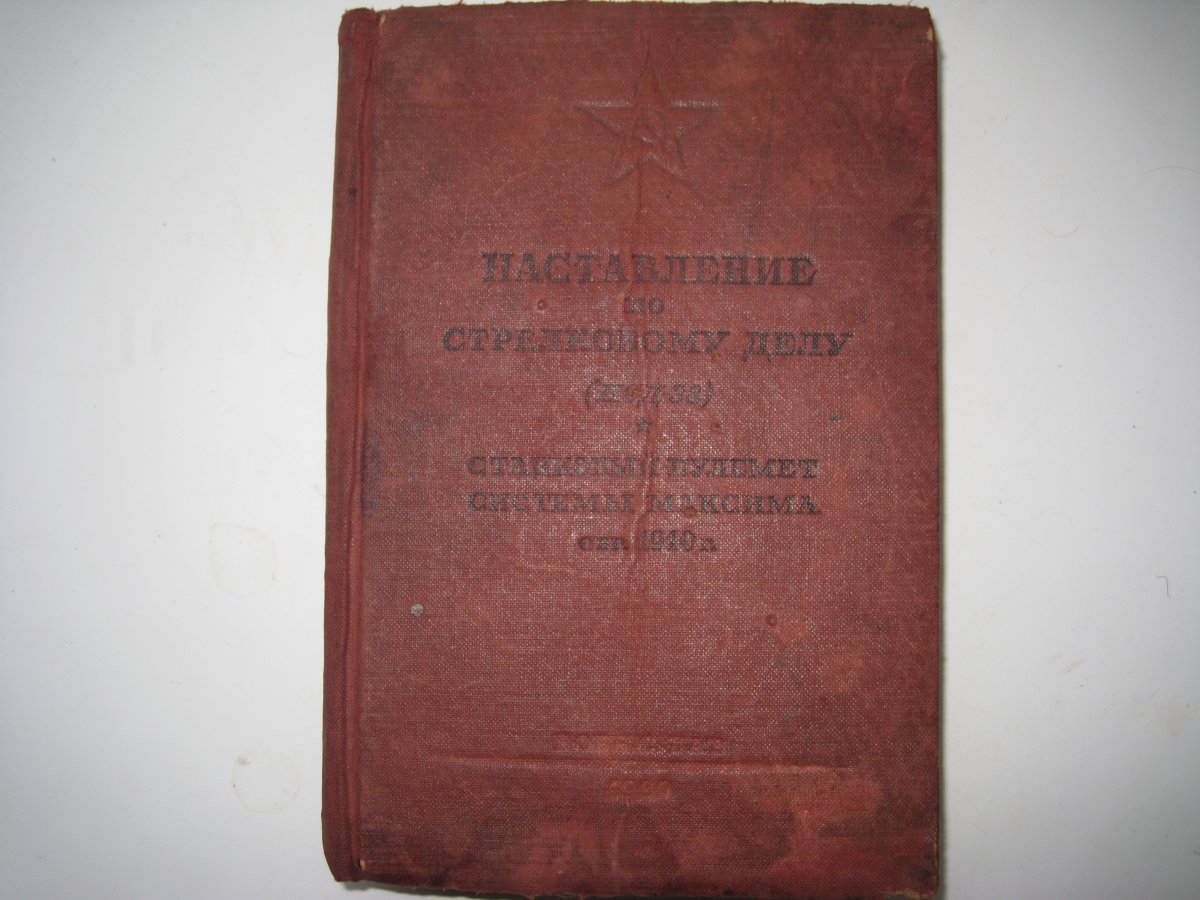 НАСТАВЛЕНИЕ
ПО
СТРЕЛКОВОМУ ДЕЛУ
СТАНКОВЫЙ ПУЛЕМЕТ
СИСТЕМЫ МАКСИМА
обр. 1910 г.